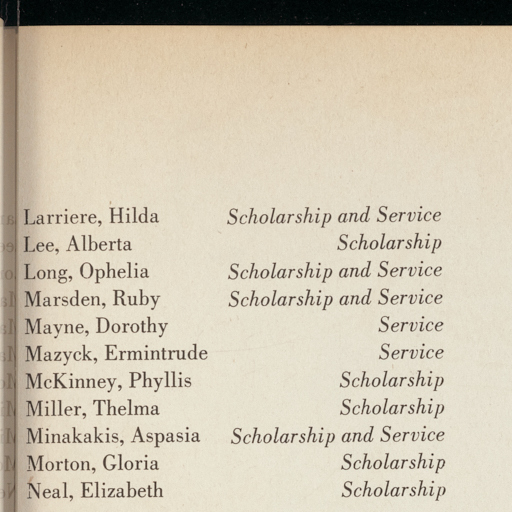 Larriere, Hilda Scholarship and Service
Lee, Alberta Scholarship
Long, Ophelia Scholarship and Service
Marsden, Ruby Scholarship and Service
Mayne, Dorothy Service
Mazyck, Ermintrude Service
McKinney, Phyllis Scholarship
Miller, Thelma Scholarship
Minakakis, Aspasia Scholarship and Service
Morton, Gloria Scholarship
Neal, Elizabeth Scholarship